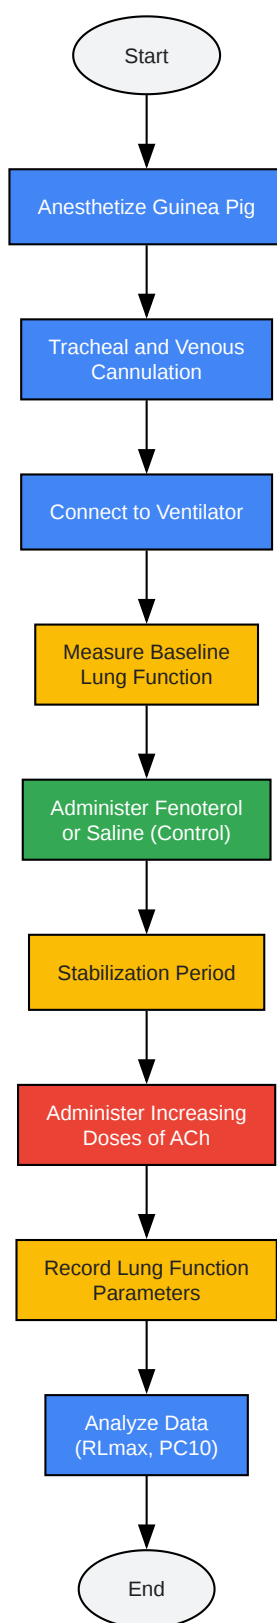 Start
Anesthetize Guinea Pig
Tracheal and Venous
Cannulation
Connect to Ventilator
Measure Baseline
Lung Function
Administer Fenoterol
or Saline (Control)
Stabilization Period
Administer Increasing
Doses of ACh
Record Lung Function
Parameters
Analyze Data
(RLmax, PC10)
End